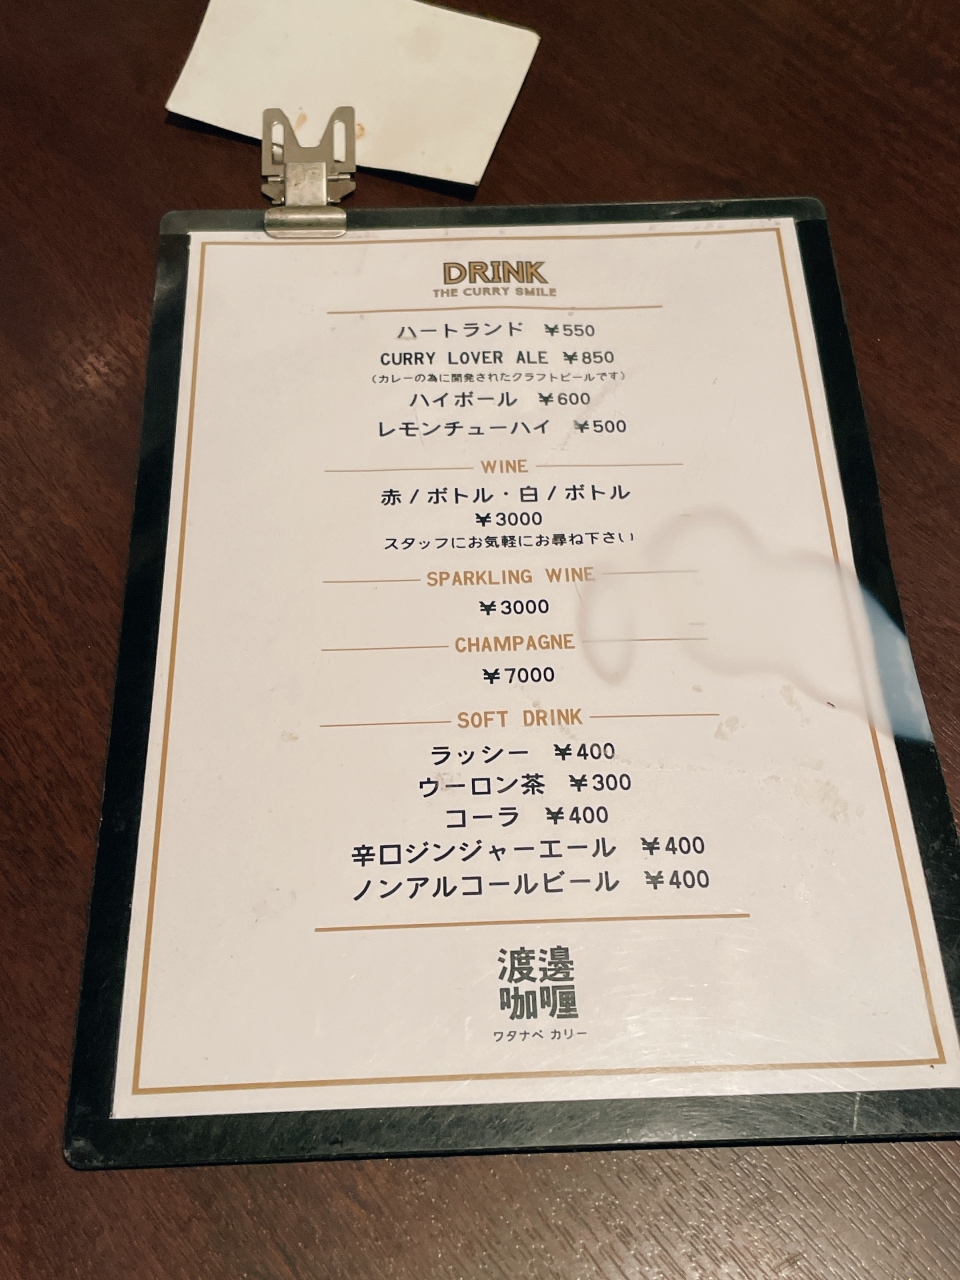 DRINK
THE CURRY SMILE
ハートランド ¥550
CURRY LOVER ALE ¥850
（カレーの為に開発されたクラフトビールです）
ハイボール ¥600
レモンチューハイ ¥500
WINE
赤 / ボトル・白 / ボトル
¥3000
スタッフにお気軽にお尋ね下さい
SPARKLING WINE
¥3000
CHAMPAGNE
¥7000
SOFT DRINK
ラッシー ¥400
ウーロン茶 ¥300
コーラ ¥400
辛口ジンジャーエール ¥400
ノンアルコールビール ¥400
渡邊
咖喱
ワタナベ カリー